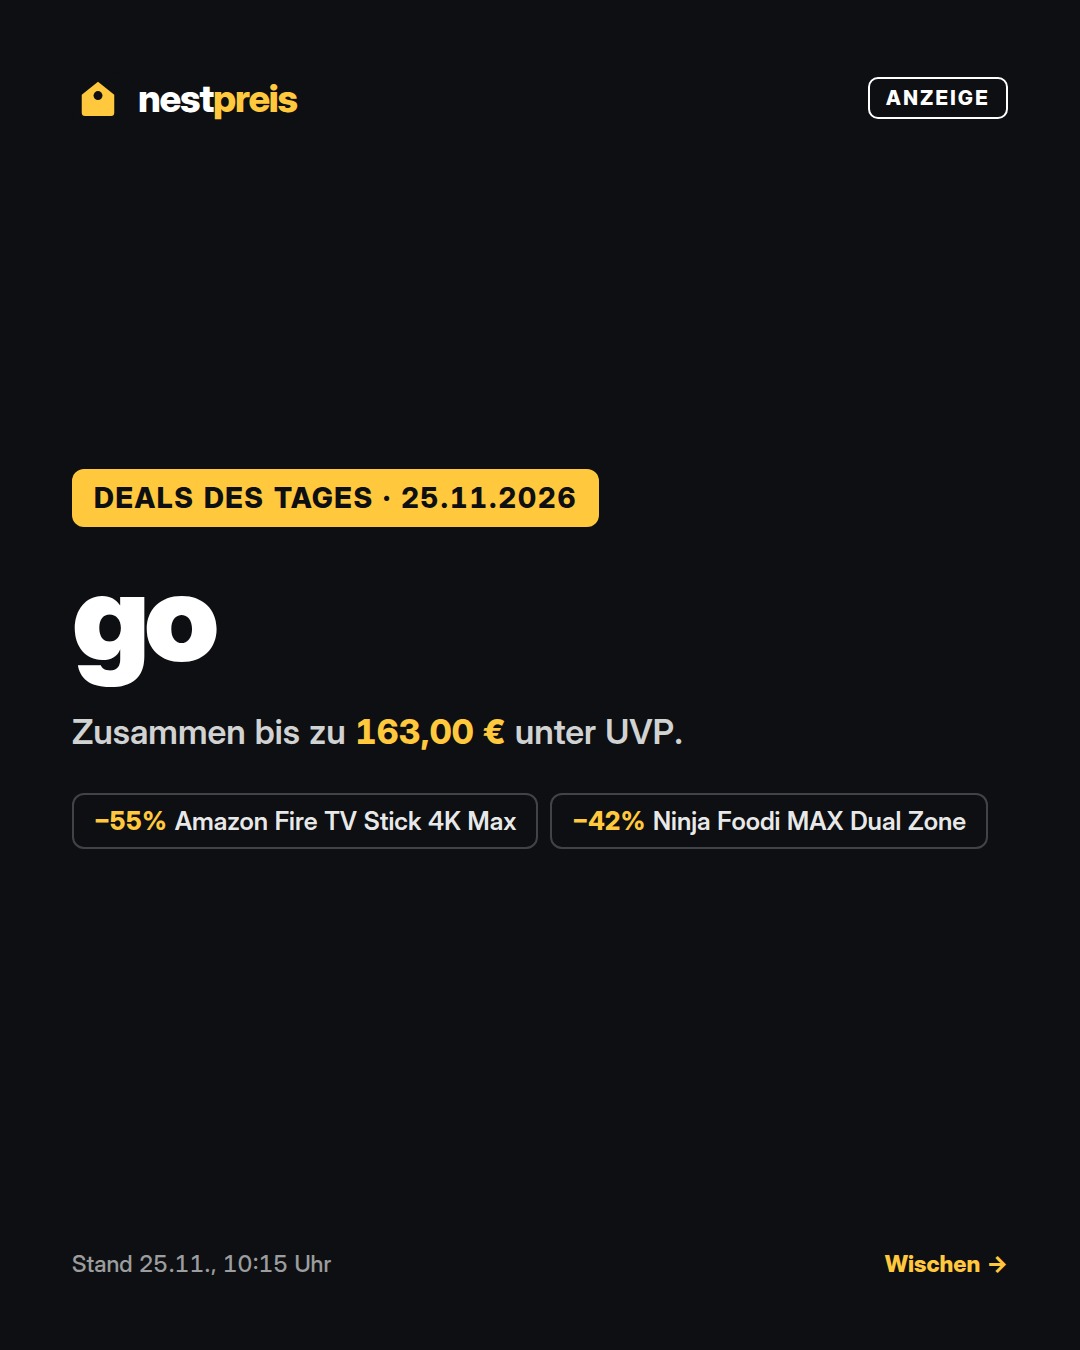 nestpreis
ANZEIGE
DEALS DES TAGES · 25.11.2026
go
Zusammen bis zu 163,00 € unter UVP.
−55% Amazon Fire TV Stick 4K Max
−42% Ninja Foodi MAX Dual Zone
Stand 25.11., 10:15 Uhr
Wischen →